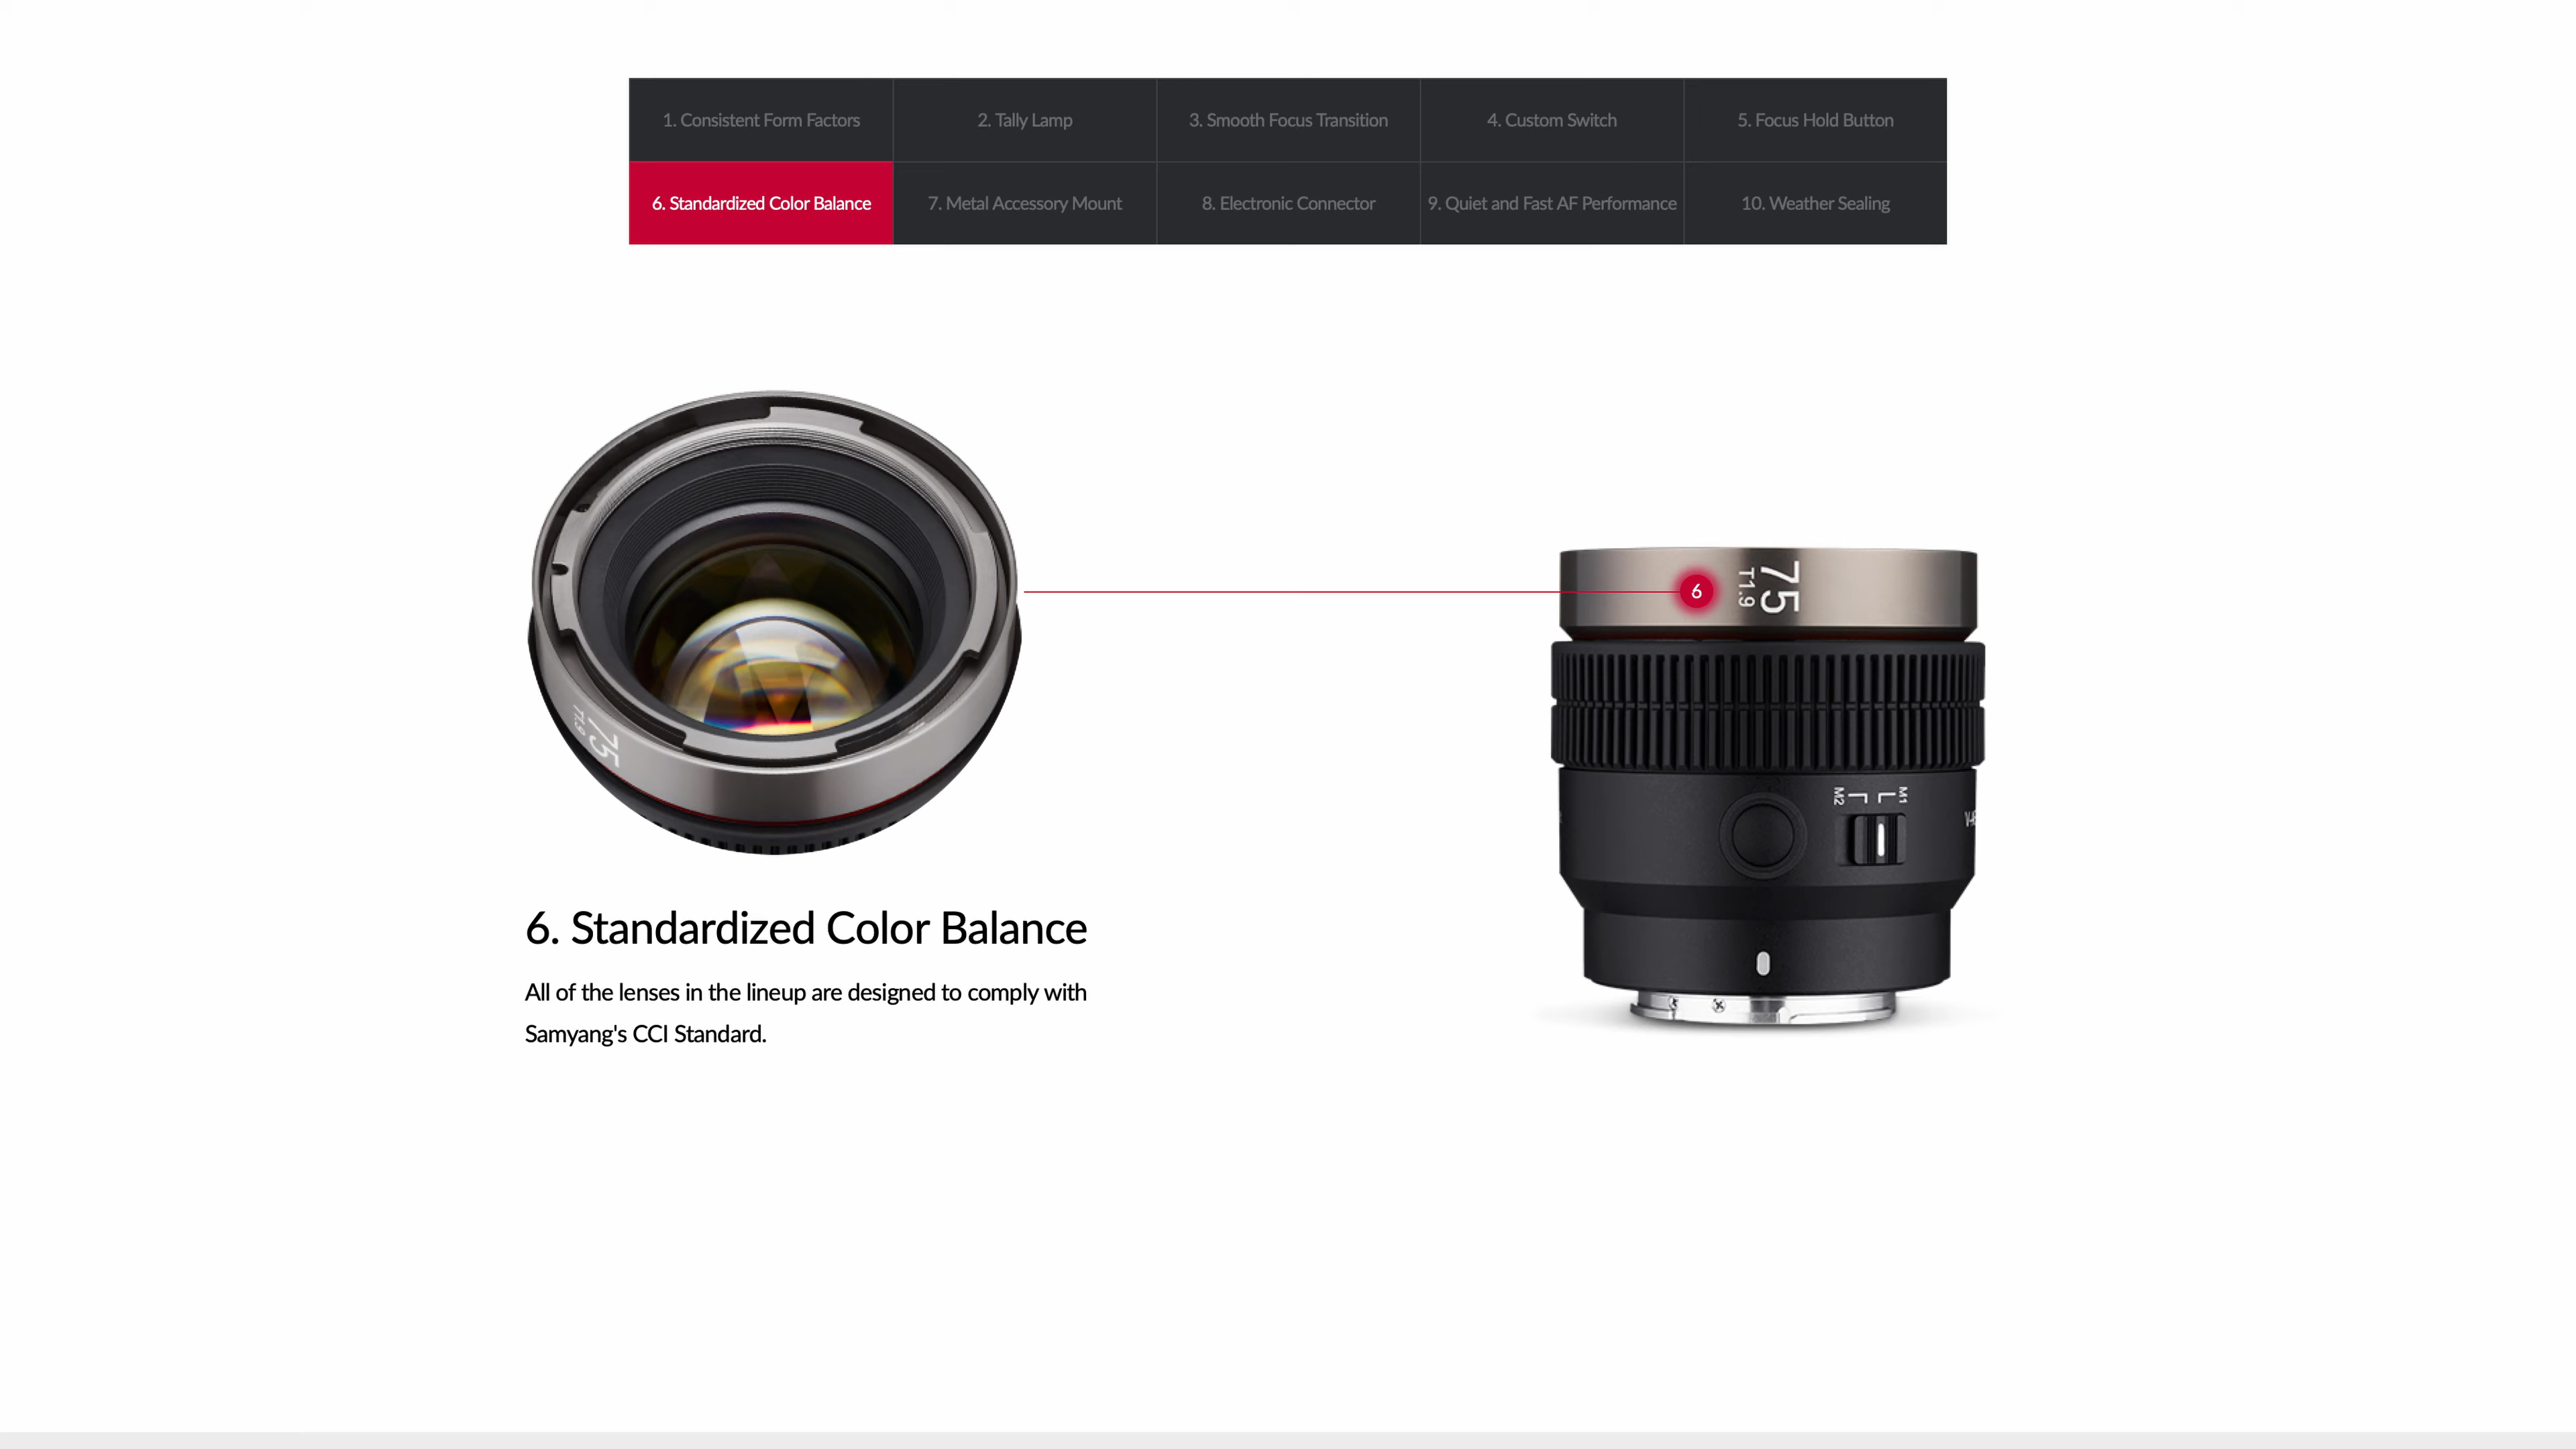 1. Consistent Form Factors
2. Tally Lamp
3. Smooth Focus Transition
4. Custom Switch
5. Focus Hold Button
6. Standardized Color Balance
7. Metal Accessory Mount
8. Electronic Connector
9. Quiet and Fast AF Performance
10. Weather Sealing
75
T1.9
6
75
T1.9
M2
M1
6. Standardized Color Balance
All of the lenses in the lineup are designed to comply with
Samyang's CCI Standard.